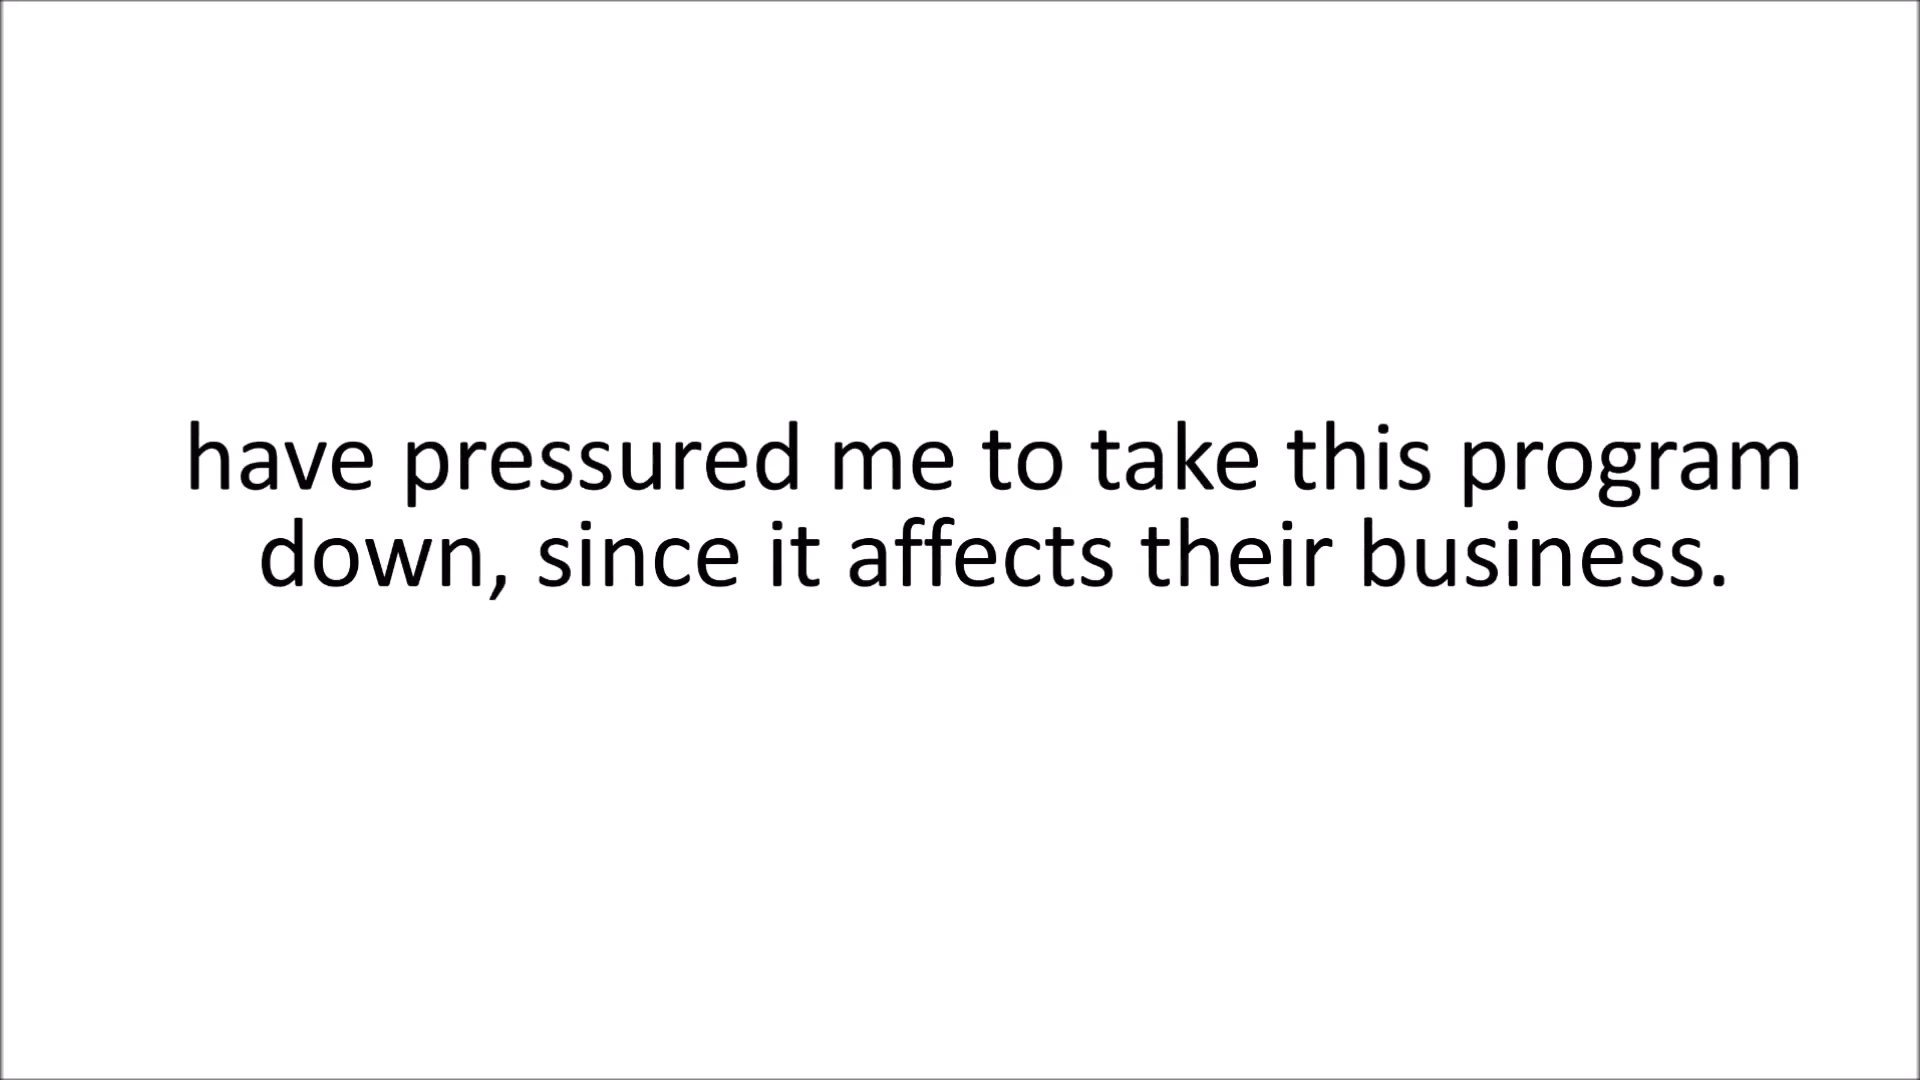 have pressured me to take this program
down, since it affects their business.